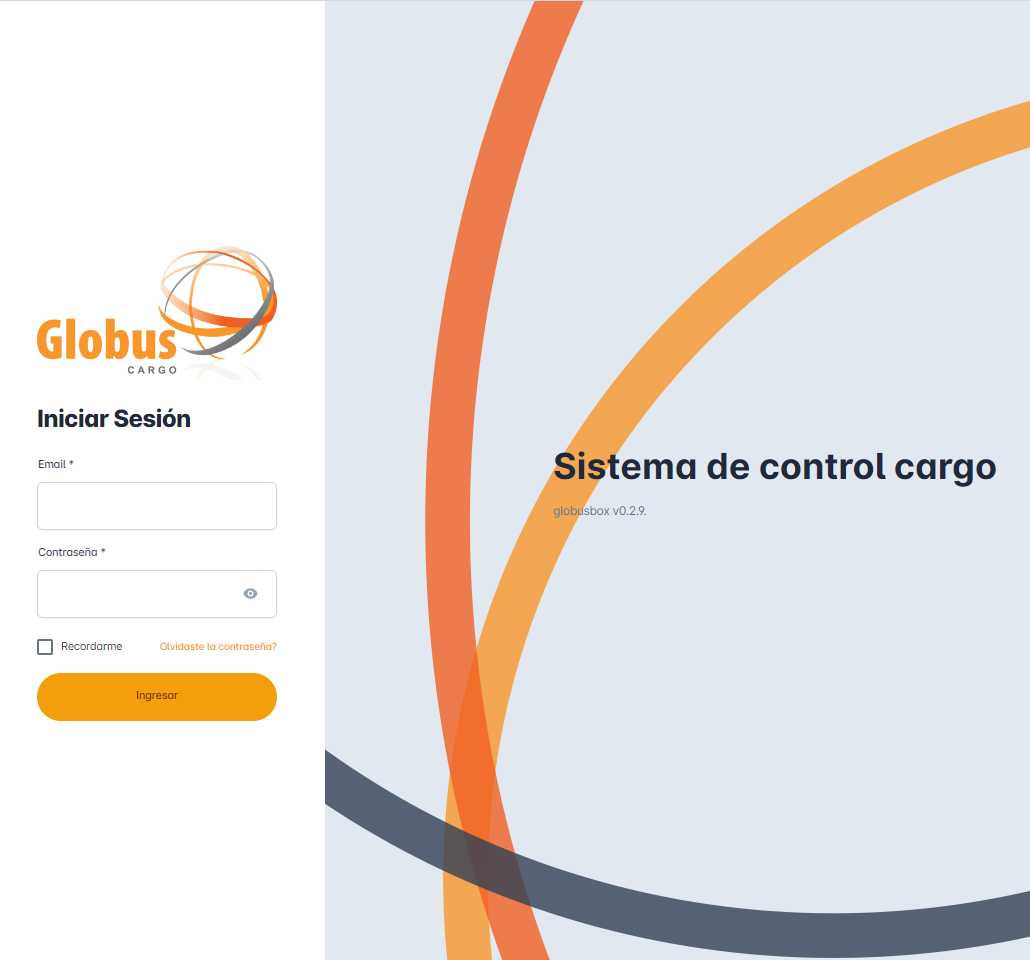 Globus
CARGO
Iniciar Sesión
Email *
Contraseña *
Recordarme
Olvidaste la contraseña?
Ingresar
Sistema de control cargo
globusbox v0.2.9.